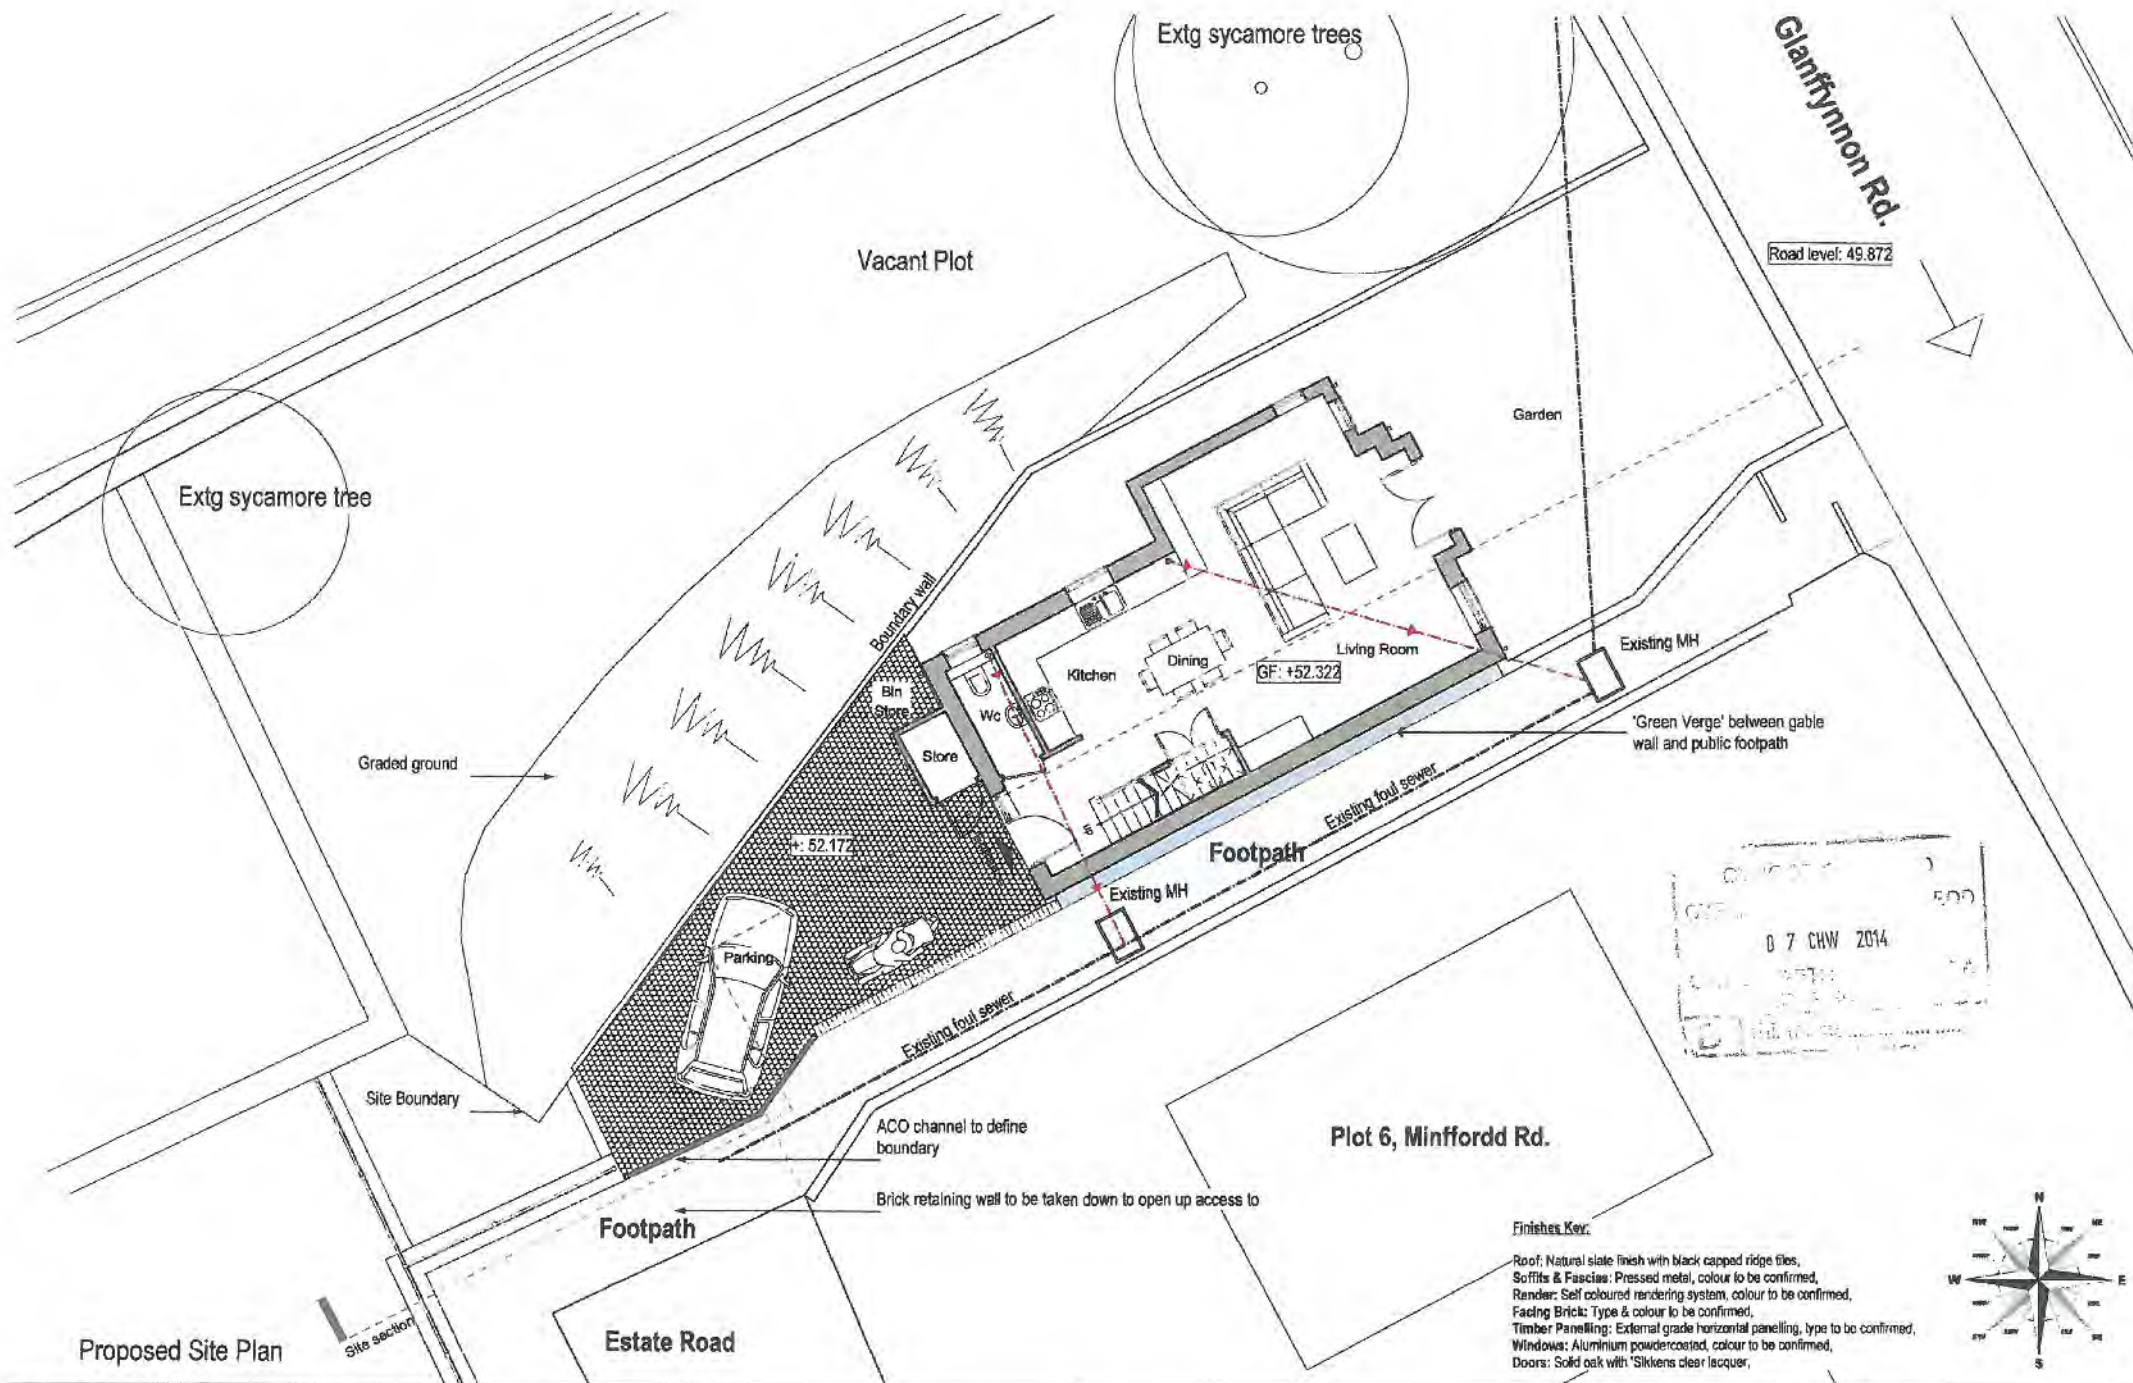 Extg sycamore trees
Glanffynnon Rd.
Road level: 49.872
Vacant Plot
Extg sycamore tree
Garden
Boundary wall
Bin
Store
Store
Wc
Kitchen
Dining
Living Room
GF: +52.322
up
Existing MH
'Green Verge' between gable
wall and public footpath
Graded ground
+: 52.172
Existing foul sewer
Footpath
Existing MH
Parking
Existing foul sewer
0 7 CHW 2014
Site Boundary
ACO channel to define
boundary
Plot 6, Minffordd Rd.
Brick retaining wall to be taken down to open up access to
Footpath
Site section
Proposed Site Plan
Estate Road
Finishes Key:
Roof: Natural slate finish with black capped ridge tiles,
Soffits & Fascias: Pressed metal, colour to be confirmed,
Render: Self coloured rendering system, colour to be confirmed,
Facing Brick: Type & colour to be confirmed,
Timber Panelling: External grade horizontal panelling, type to be confirmed,
Windows: Aluminium powdercoated, colour to be confirmed,
Doors: Solid oak with 'Sikkens clear lacquer,
N
NW
NE
W
E
SW
SE
S